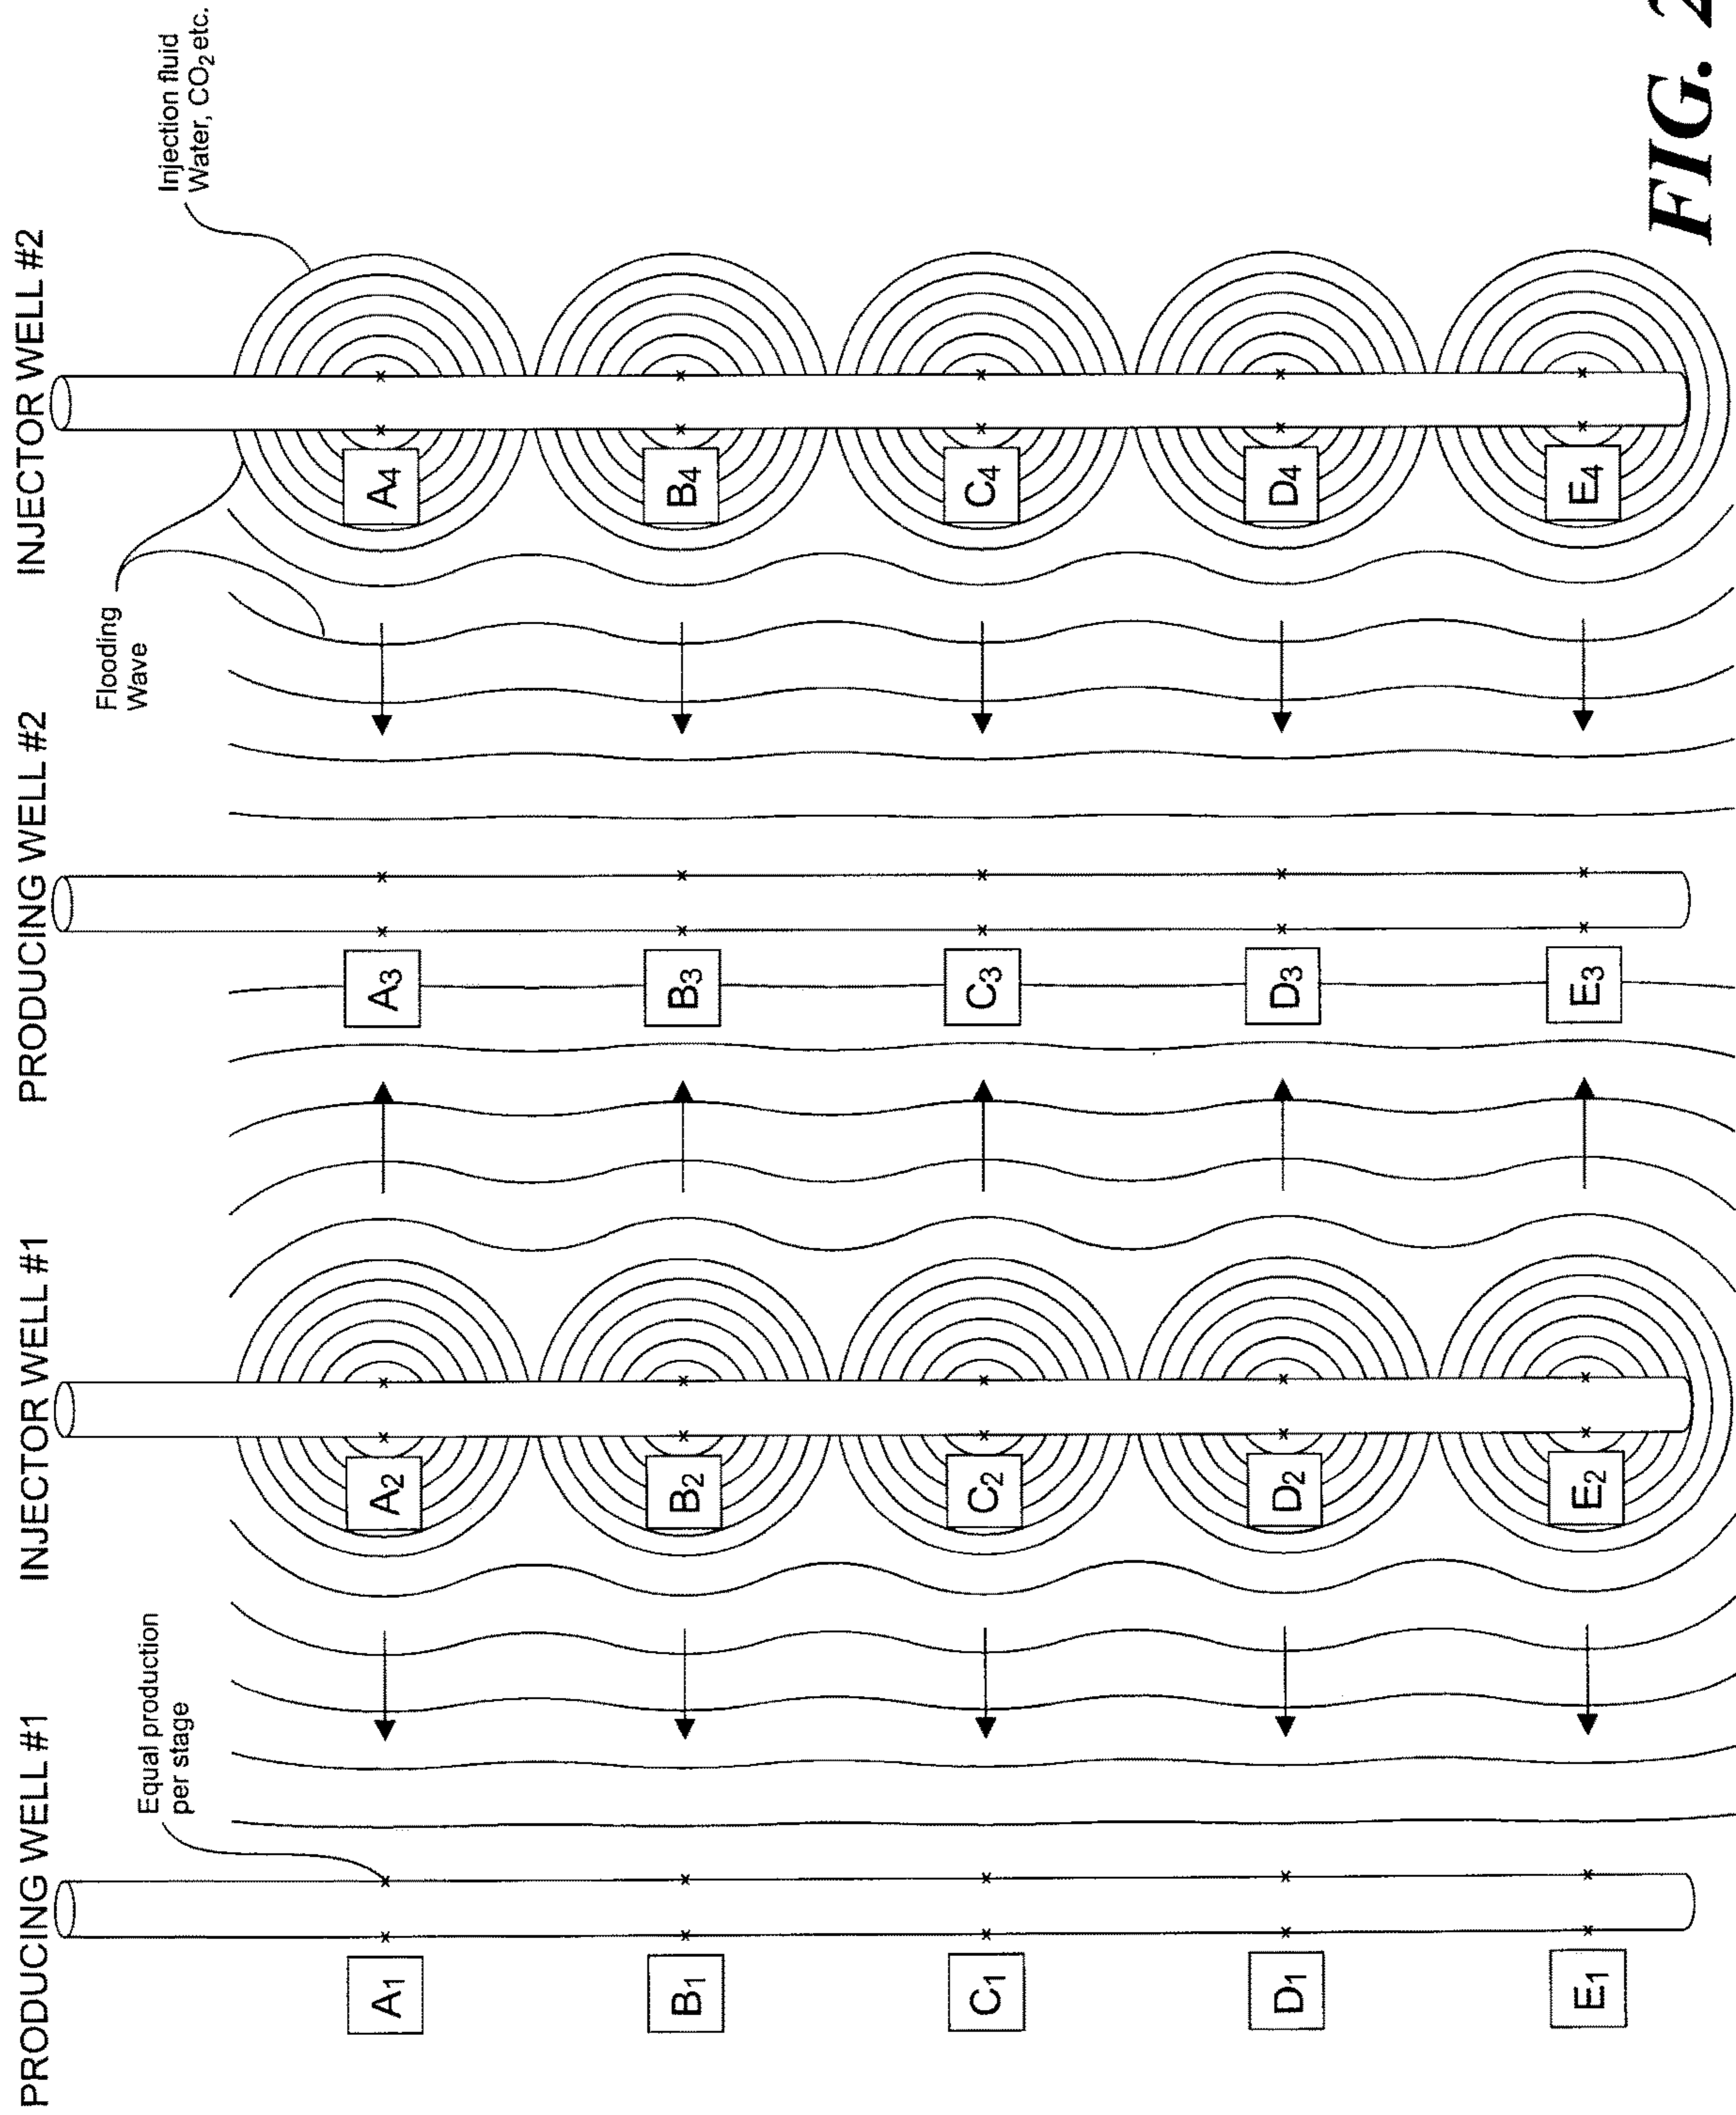 PRODUCING WELL #1
INJECTOR WELL #1
PRODUCING WELL #2
INJECTOR WELL #2
Equal production
per stage
Flooding
Wave
Injection fluid
Water, CO₂ etc.
A₁
A₂
A₃
A₄
B₁
B₂
B₃
B₄
C₁
C₂
C₃
C₄
D₁
D₂
D₃
D₄
E₁
E₂
E₃
E₄
FIG. 2